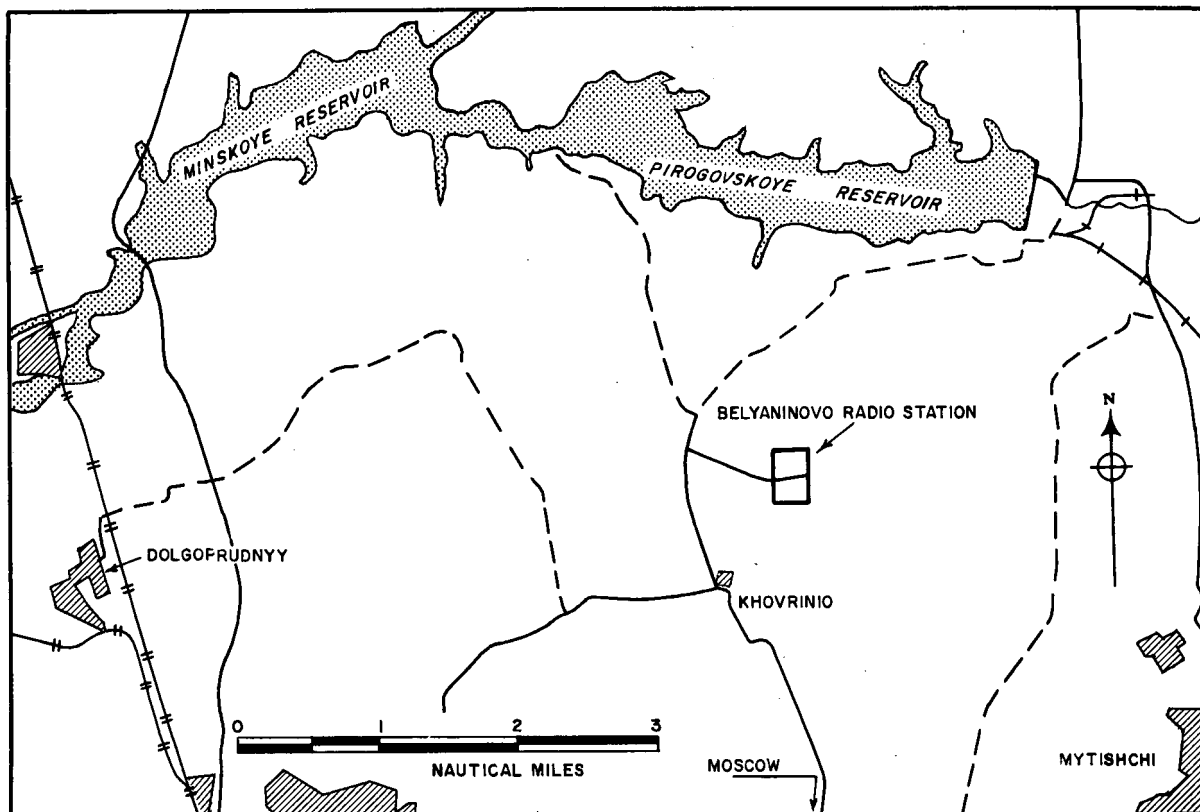 MINSKOYE RESERVOIR
PIROGOVSKOYE RESERVOIR
BELYANINOVO RADIO STATION
N
DOLGOPRUDNYY
KHOVRINIO
0 1 2 3
NAUTICAL MILES
MOSCOW
MYTISHCHI